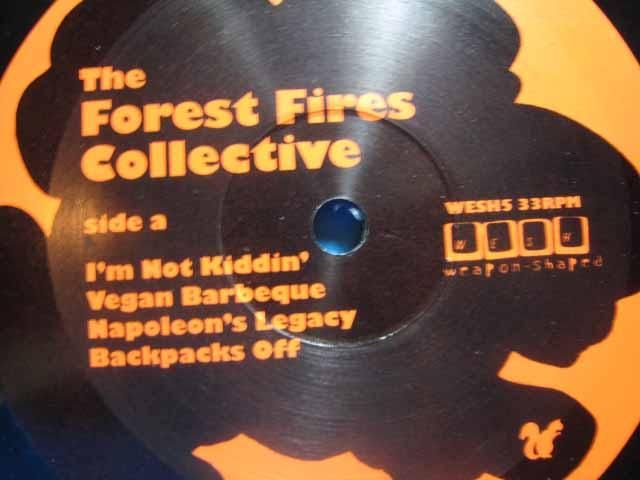 The
Forest Fires
Collective
side a
I'm Not Kiddin'
Vegan Barbeque
Napoleon's Legacy
Backpacks Off
WESH5 33RPM
W E S H
weapon-shaped